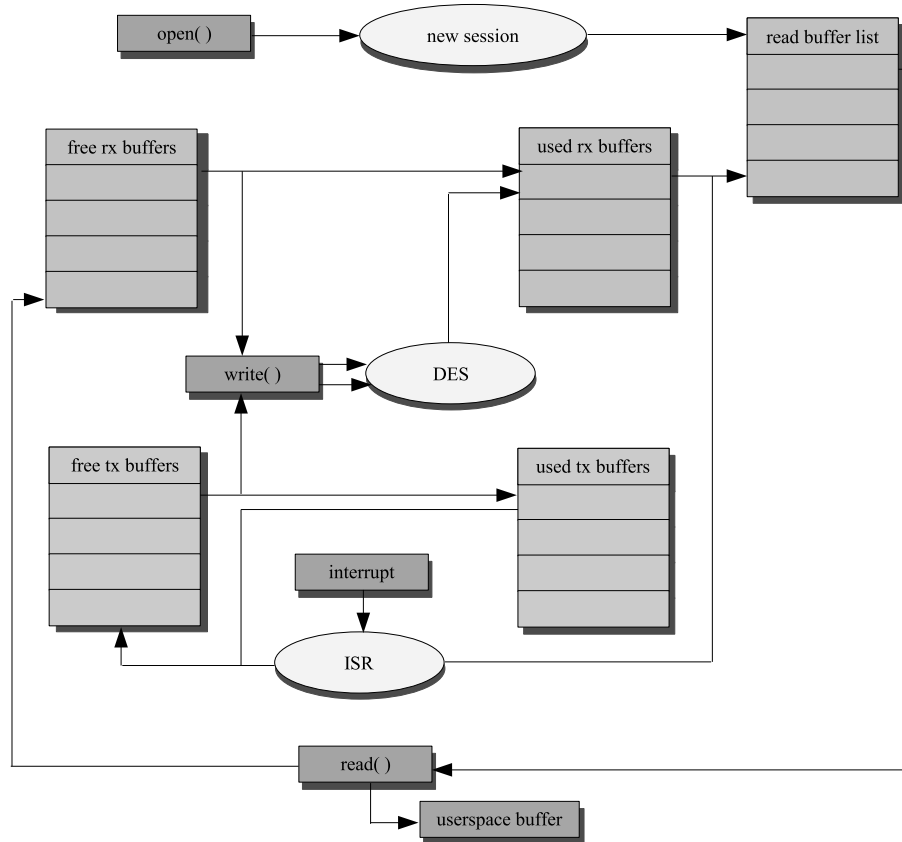 open( )
new session
read buffer list
free rx buffers
used rx buffers
write( )
DES
free tx buffers
used tx buffers
interrupt
ISR
read( )
userspace buffer